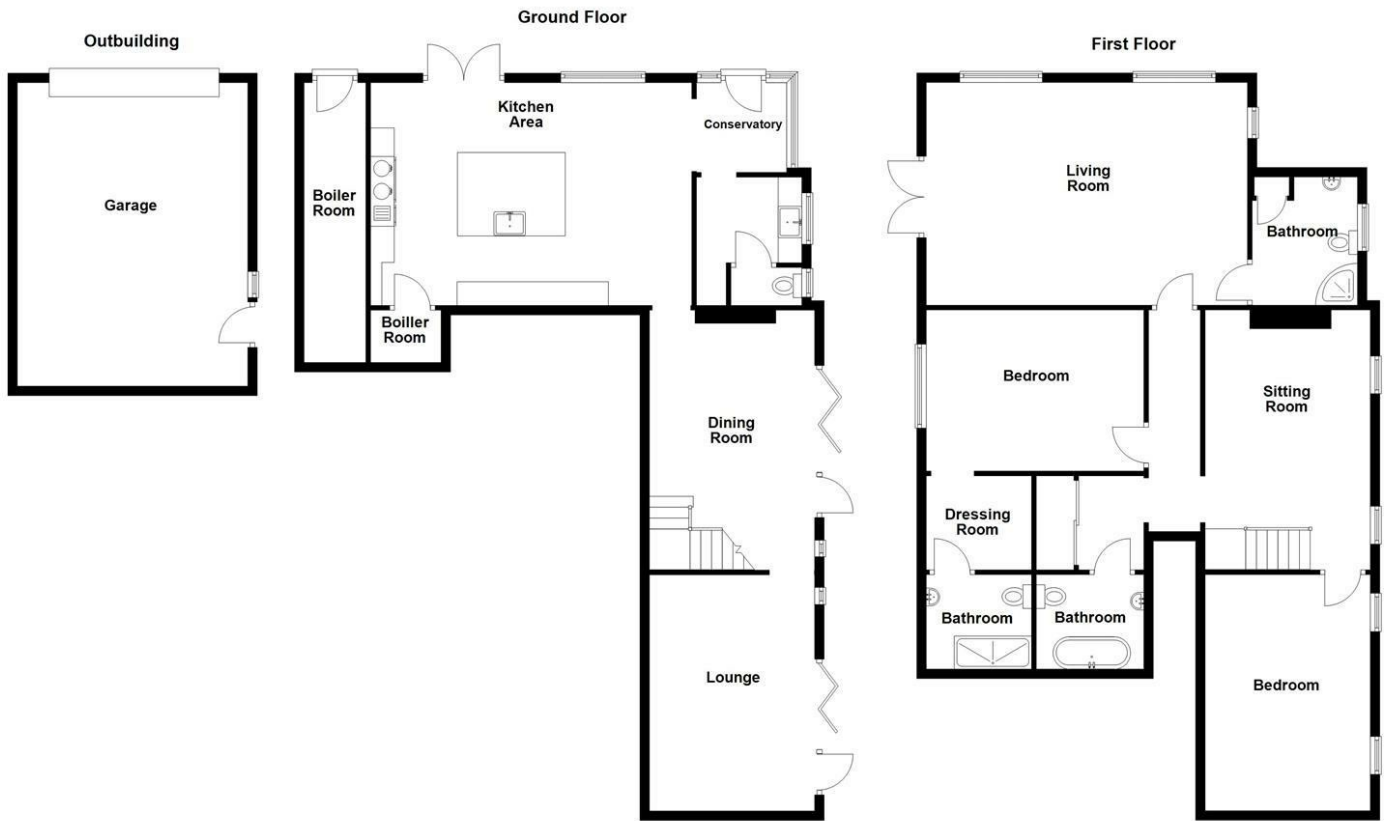 Outbuilding
Garage
Ground Floor
Kitchen
Area
Conservatory
Boiler
Room
Boiller
Room
Dining
Room
Lounge
First Floor
Living
Room
Bathroom
Bedroom
Sitting
Room
Dressing
Room
Bathroom
Bathroom
Bedroom